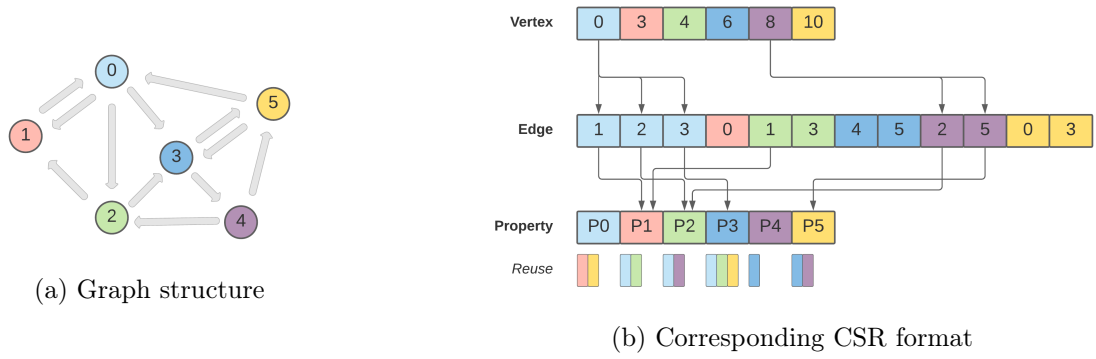 0
1
5
3
2
4
(a) Graph structure
Vertex 0 3 4 6 8 10
Edge 1 2 3 0 1 3 4 5 2 5 0 3
Property P0 P1 P2 P3 P4 P5
Reuse
(b) Corresponding CSR format